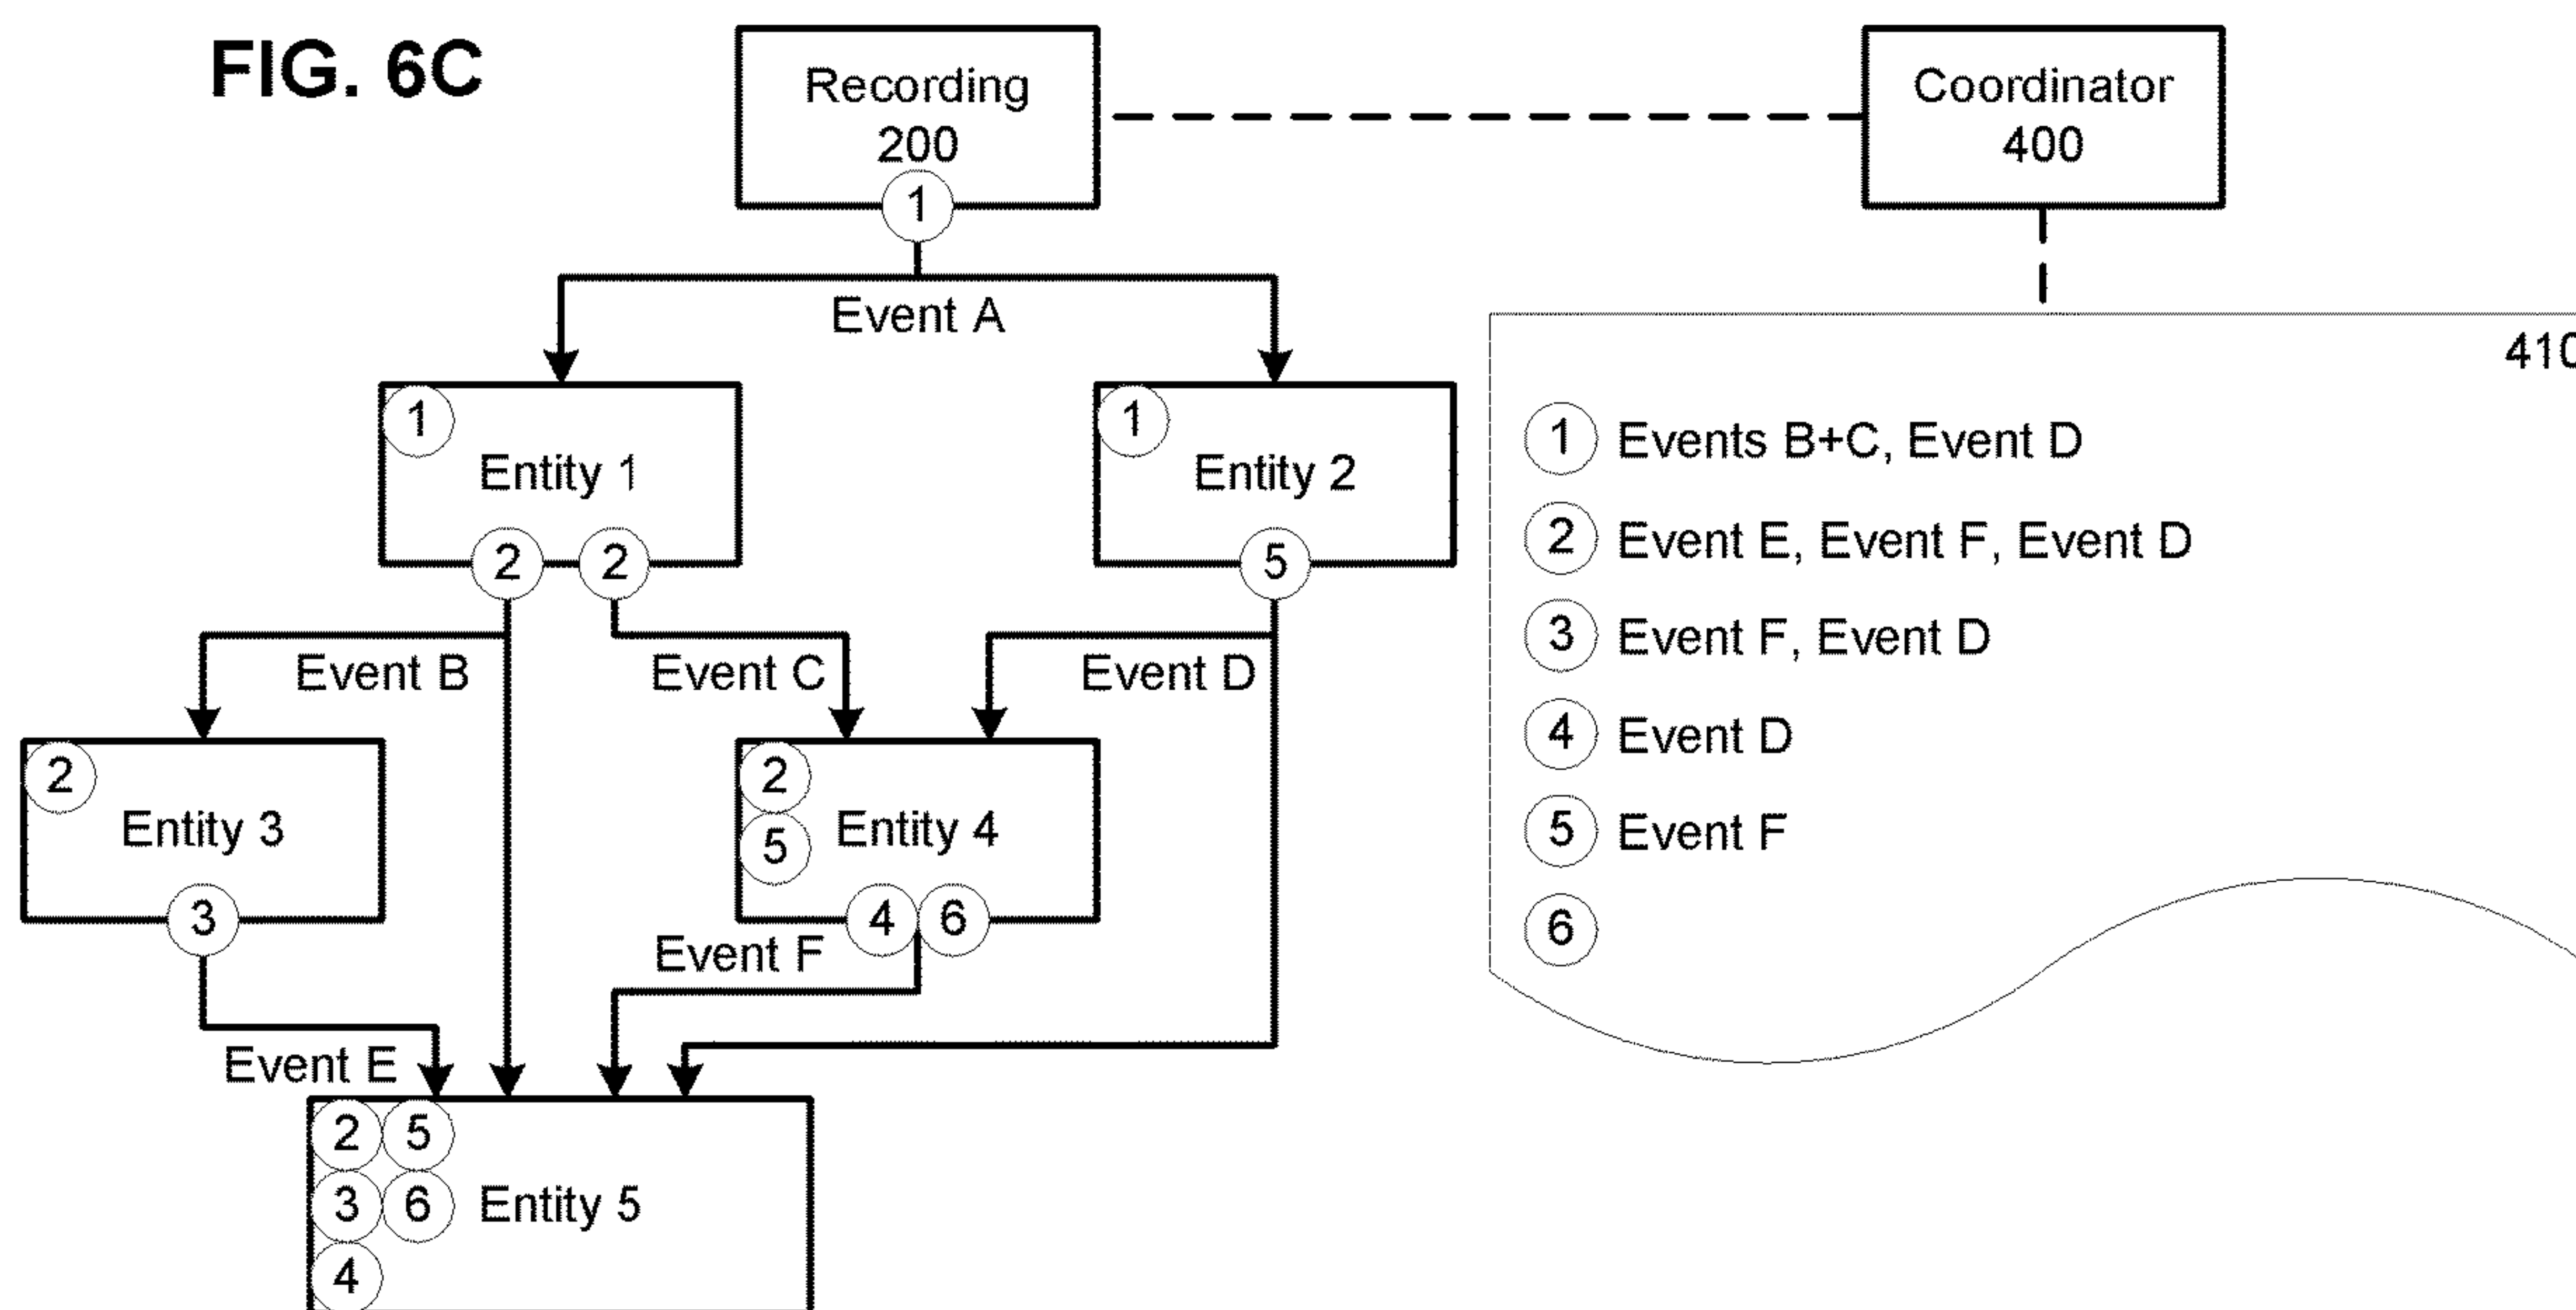 FIG. 6C
Recording
200
1
Coordinator
400
Event A
1
Entity 1
2
2
1
Entity 2
5
Event B
Event C
Event D
2
Entity 3
3
2
5
Entity 4
4
6
Event F
Event E
2
5
3
6
Entity 5
4
410
1 Events B+C, Event D
2 Event E, Event F, Event D
3 Event F, Event D
4 Event D
5 Event F
6